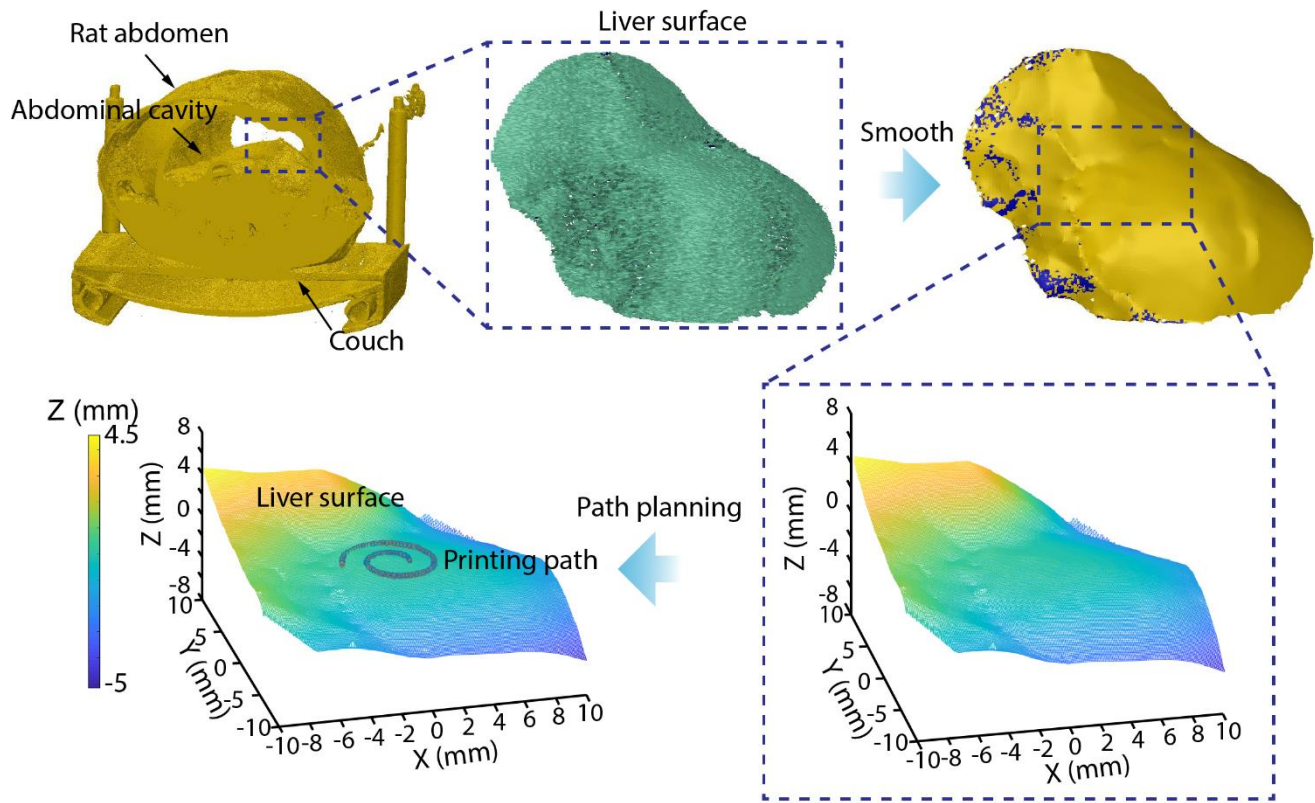 Liver surface
Rat abdomen
Abdominal cavity
Smooth
Couch
Z (mm)
4.5
-5
8
4
0
-4
-8
Z (mm)
10
5
0
-5
-10
Y (mm)
-10 -8 -6 -4 -2 0 2 4 6 8 10
X (mm)
Liver surface
Printing path
Path planning
8
4
0
-4
-8
Z (mm)
10
5
0
-5
-10
Y (mm)
-10 -8 -6 -4 -2 0 2 4 6 8 10
X (mm)